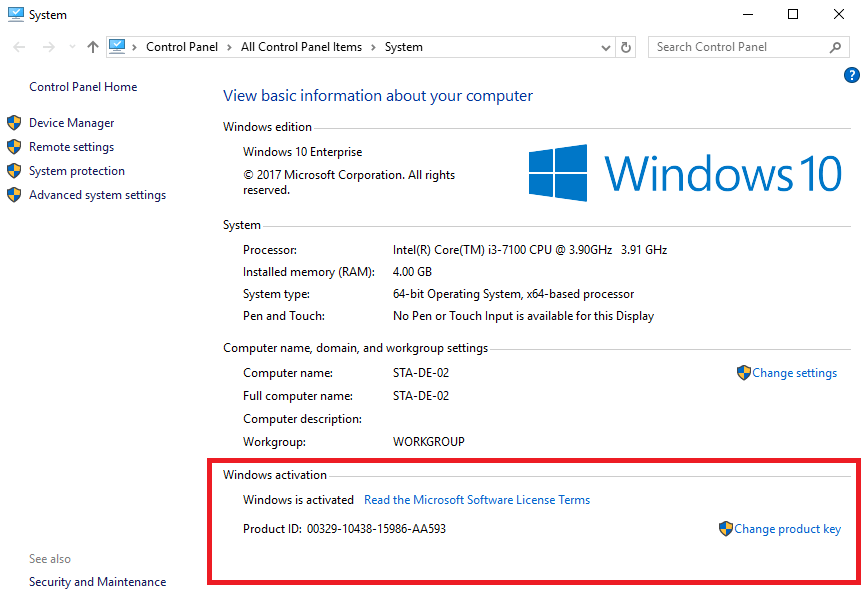 System
Control Panel > All Control Panel Items > System
Search Control Panel
?
Control Panel Home
Device Manager
Remote settings
System protection
Advanced system settings
See also
Security and Maintenance
View basic information about your computer
Windows edition
Windows 10 Enterprise
© 2017 Microsoft Corporation. All rights
reserved.
Windows 10
System
Processor: Intel(R) Core(TM) i3-7100 CPU @ 3.90GHz 3.91 GHz
Installed memory (RAM): 4.00 GB
System type: 64-bit Operating System, x64-based processor
Pen and Touch: No Pen or Touch Input is available for this Display
Computer name, domain, and workgroup settings
Computer name: STA-DE-02 Change settings
Full computer name: STA-DE-02
Computer description:
Workgroup: WORKGROUP
Windows activation
Windows is activated Read the Microsoft Software License Terms
Product ID: 00329-10438-15986-AA593 Change product key